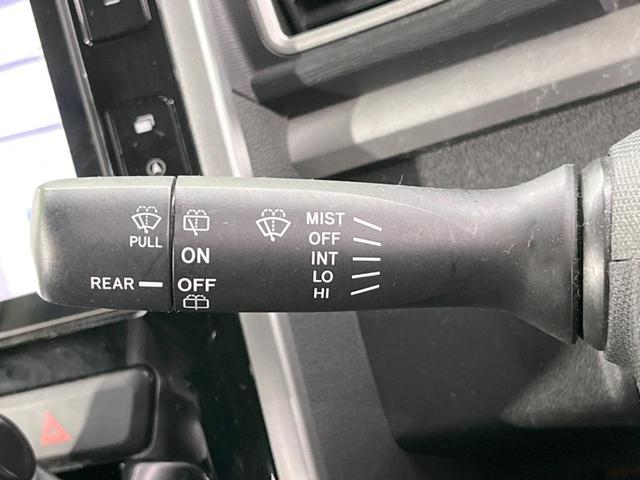 PULL
REAR
ON
OFF
MIST
OFF
INT
LO
HI